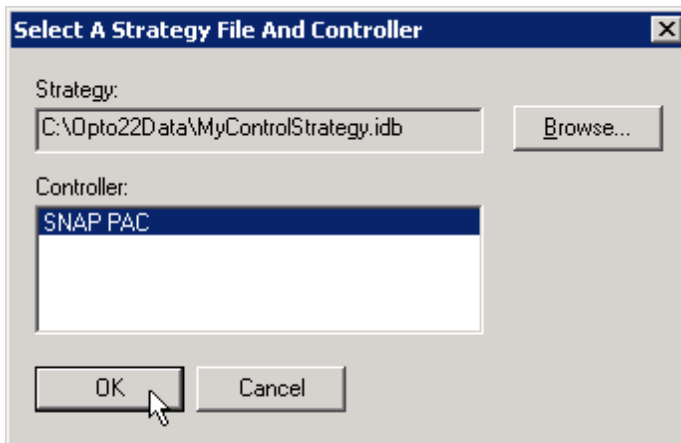 Select A Strategy File And Controller
Strategy:
C:\Opto22Data\MyControlStrategy.idb
Browse...
Controller:
SNAP PAC
OK
Cancel